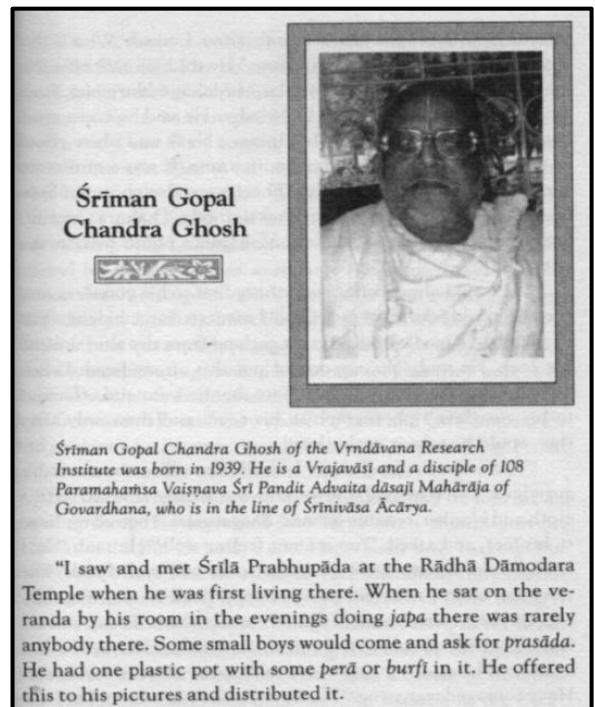 Śrīman Gopal
Chandra Ghosh
Śrīman Gopal Chandra Ghosh of the Vṛndāvana Research
Institute was born in 1939. He is a Vrajavāsī and a disciple of 108
Paramahaṁsa Vaiṣṇava Śrī Pandit Advaita dāsaji Mahārāja of
Govardhana, who is in the line of Śrīnivāsa Ācārya.
"I saw and met Śrīlā Prabhupāda at the Rādhā Dāmodara
Temple when he was first living there. When he sat on the ve-
randa by his room in the evenings doing japa there was rarely
anybody there. Some small boys would come and ask for prasāda.
He had one plastic pot with some perā or burfi in it. He offered
this to his pictures and distributed it.